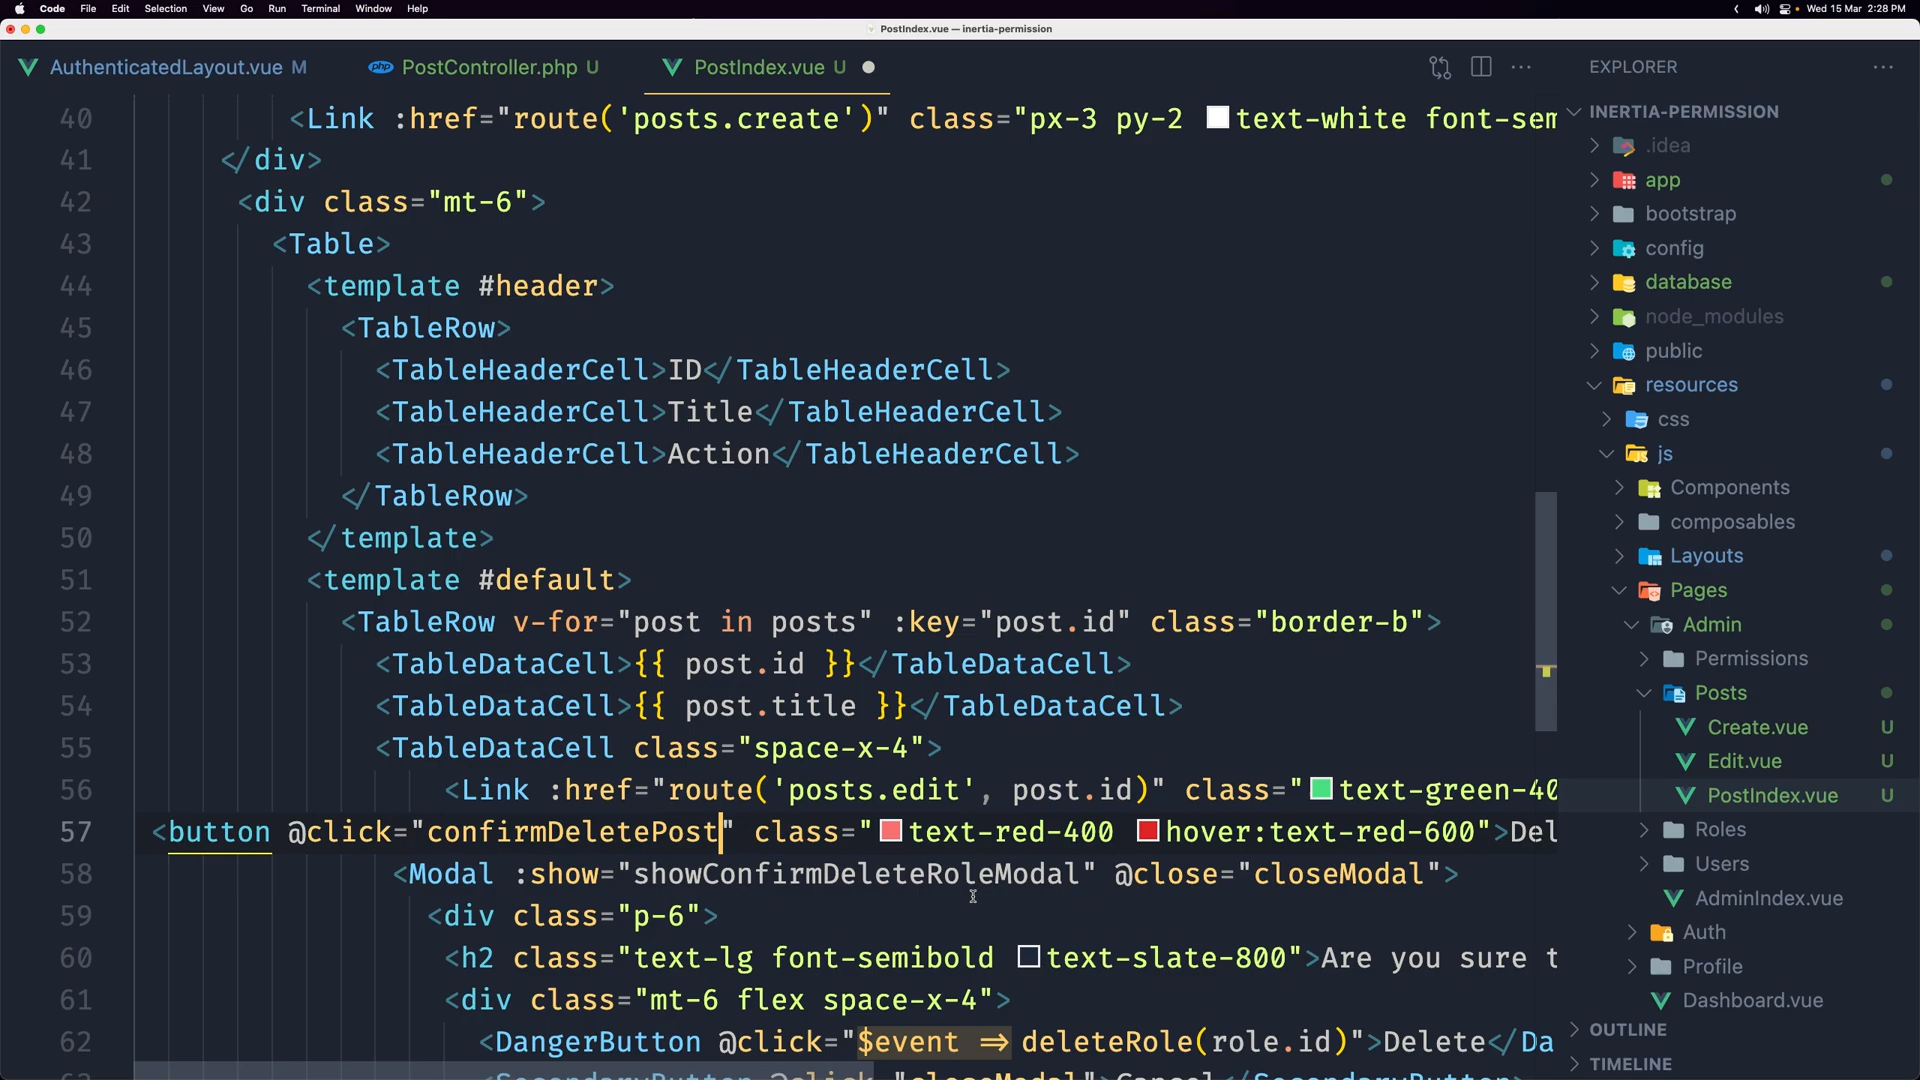 Code File Edit Selection View Go Run Terminal Window Help Wed 15 Mar 2:28 PM
PostIndex.vue — inertia-permission
AuthenticatedLayout.vue M PostController.php U PostIndex.vue U EXPLORER
40 <Link :href="route('posts.create')" class="px-3 py-2 text-white font-sem
41 </div>
42 <div class="mt-6">
43 <Table>
44 <template #header>
45 <TableRow>
46 <TableHeaderCell>ID</TableHeaderCell>
47 <TableHeaderCell>Title</TableHeaderCell>
48 <TableHeaderCell>Action</TableHeaderCell>
49 </TableRow>
50 </template>
51 <template #default>
52 <TableRow v-for="post in posts" :key="post.id" class="border-b">
53 <TableDataCell>{{ post.id }}</TableDataCell>
54 <TableDataCell>{{ post.title }}</TableDataCell>
55 <TableDataCell class="space-x-4">
56 <Link :href="route('posts.edit', post.id)" class="text-green-40
57 <button @click="confirmDeletePost" class="text-red-400 hover:text-red-600">Del
58 <Modal :show="showConfirmDeleteRoleModal" @close="closeModal">
59 <div class="p-6">
60 <h2 class="text-lg font-semibold text-slate-800">Are you sure t
61 <div class="mt-6 flex space-x-4">
62 <DangerButton @click="$event => deleteRole(role.id)">Delete</Da
63 <SecondaryButton @click="closeModal">Cancel</SecondaryButton>
INERTIA-PERMISSION
.idea
app
bootstrap
config
database
node_modules
public
resources
css
js
Components
composables
Layouts
Pages
Admin
Permissions
Posts
Create.vue U
Edit.vue U
PostIndex.vue U
Roles
Users
AdminIndex.vue
Auth
Profile
Dashboard.vue
OUTLINE
TIMELINE